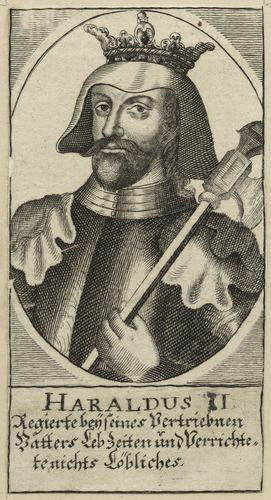 HARALDUS II
Regierte bey seines Vertriebnen
Vatters Leb Zeiten und Verrichte-
te nichts Löbliches.